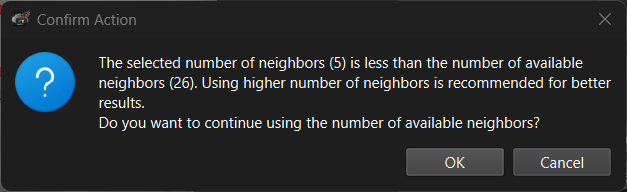 Confirm Action
The selected number of neighbors (5) is less than the number of available
neighbors (26). Using higher number of neighbors is recommended for better
results.
Do you want to continue using the number of available neighbors?
OK
Cancel